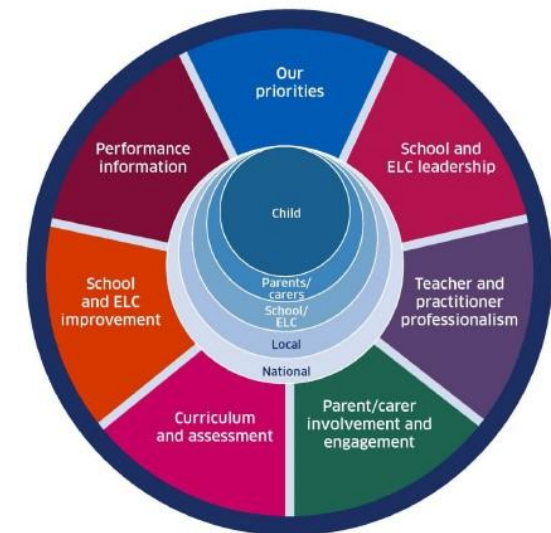 Our
priorities
School and
ELC leadership
Teacher and
practitioner
professionalism
Parent/carer
involvement and
engagement
Curriculum
and assessment
School
and ELC
improvement
Performance
information
Child
Parents/
carers
School/
ELC
Local
National